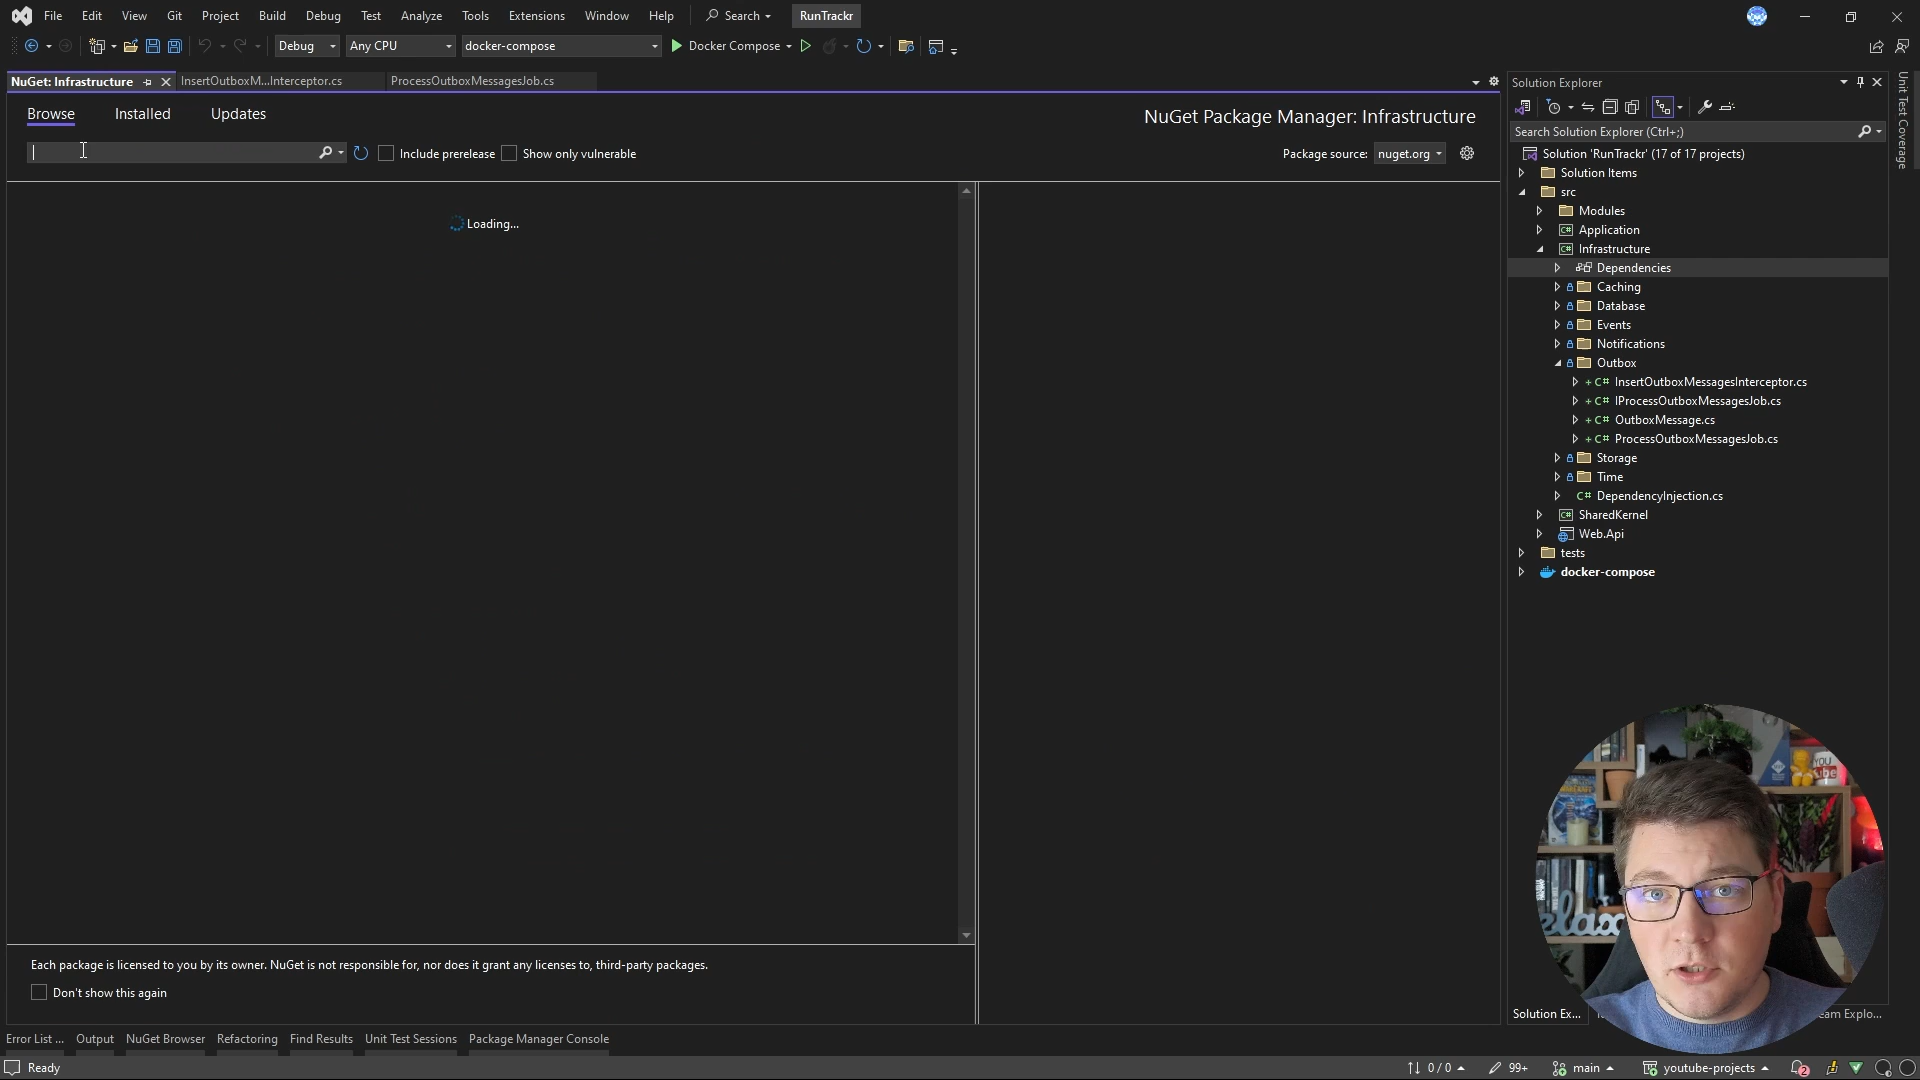 File Edit View Git Project Build Debug Test Analyze Tools Extensions Window Help Search RunTrackr
Debug Any CPU docker-compose Docker Compose
NuGet: Infrastructure InsertOutboxM...Interceptor.cs ProcessOutboxMessagesJob.cs
Browse Installed Updates
NuGet Package Manager: Infrastructure
Include prerelease Show only vulnerable
Package source: nuget.org
Loading...
Each package is licensed to you by its owner. NuGet is not responsible for, nor does it grant any licenses to, third-party packages.
Don't show this again
Solution Explorer
Search Solution Explorer (Ctrl+;)
Solution 'RunTrackr' (17 of 17 projects)
Solution Items
src
Modules
C# Application
C# Infrastructure
Dependencies
Caching
Database
Events
Notifications
Outbox
+ C# InsertOutboxMessagesInterceptor.cs
+ C# IProcessOutboxMessagesJob.cs
+ C# OutboxMessage.cs
+ C# ProcessOutboxMessagesJob.cs
Storage
Time
C# DependencyInjection.cs
C# SharedKernel
Web.Api
tests
docker-compose
Unit Test Coverage
YOU
relax
Solution Ex... eam Explo...
Error List ... Output NuGet Browser Refactoring Find Results Unit Test Sessions Package Manager Console
Ready 0 / 0 99+ main youtube-projects 2